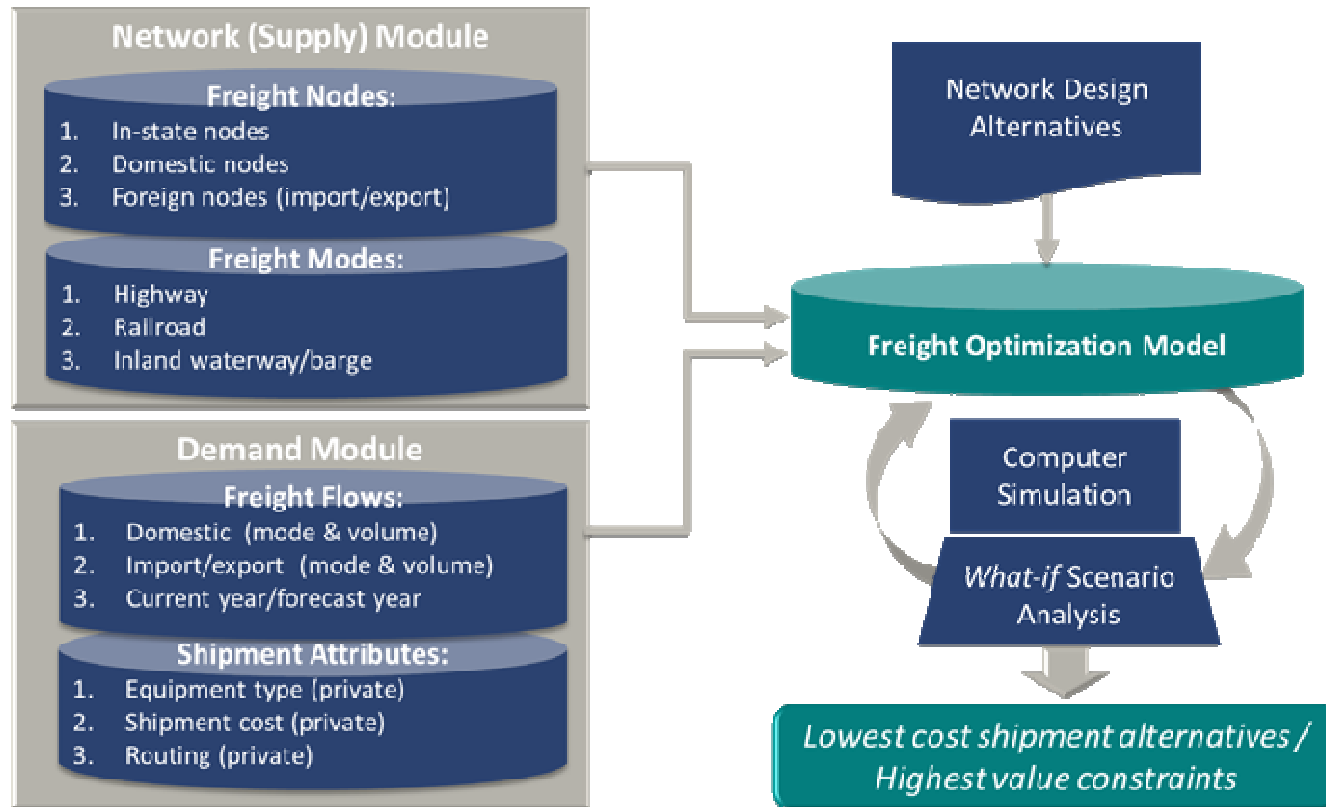 Network (Supply) Module
Freight Nodes:
1. In-state nodes
2. Domestic nodes
3. Foreign nodes (import/export)
Freight Modes:
1. Highway
2. Railroad
3. Inland waterway/barge
Demand Module
Freight Flows:
1. Domestic (mode & volume)
2. Import/export (mode & volume)
3. Current year/forecast year
Shipment Attributes:
1. Equipment type (private)
2. Shipment cost (private)
3. Routing (private)
Network Design
Alternatives
Freight Optimization Model
Computer
Simulation
What-if Scenario
Analysis
Lowest cost shipment alternatives /
Highest value constraints